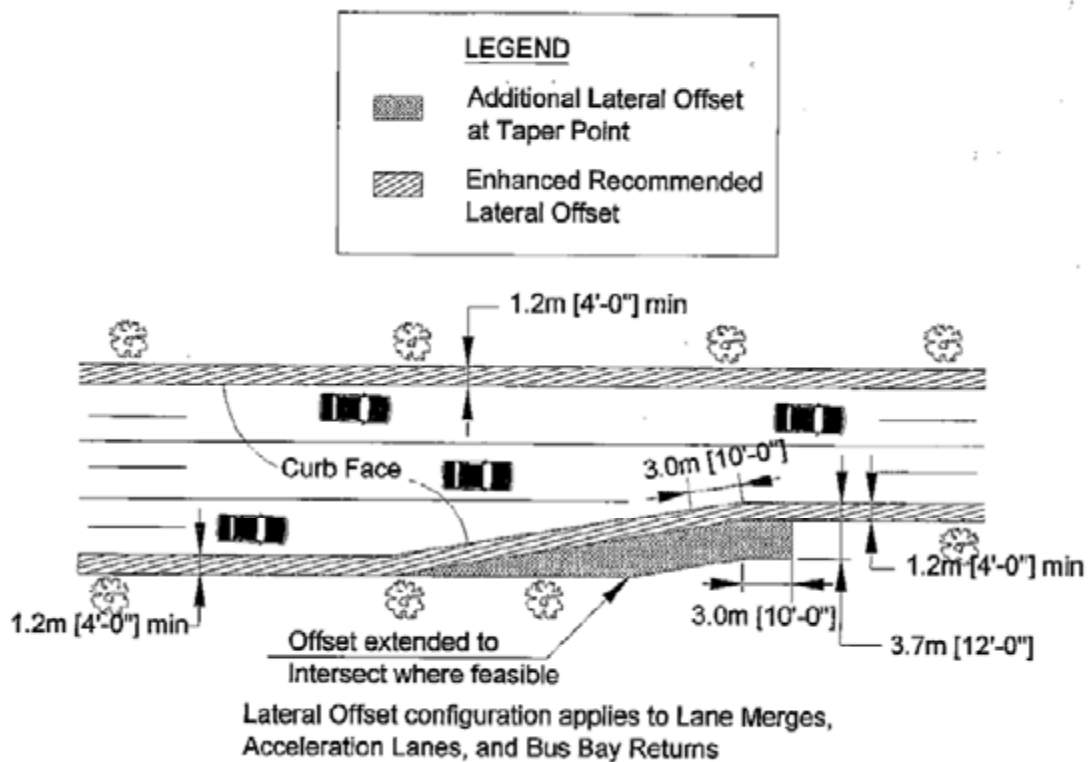 LEGEND
Additional Lateral Offset
at Taper Point
Enhanced Recommended
Lateral Offset
1.2m [4'-0"] min
3.0m [10'-0"]
Curb Face
1.2m [4'-0"] min
1.2m [4'-0"] min
3.0m [10'-0"]
3.7m [12'-0"]
Offset extended to
Intersect where feasible
Lateral Offset configuration applies to Lane Merges,
Acceleration Lanes, and Bus Bay Returns